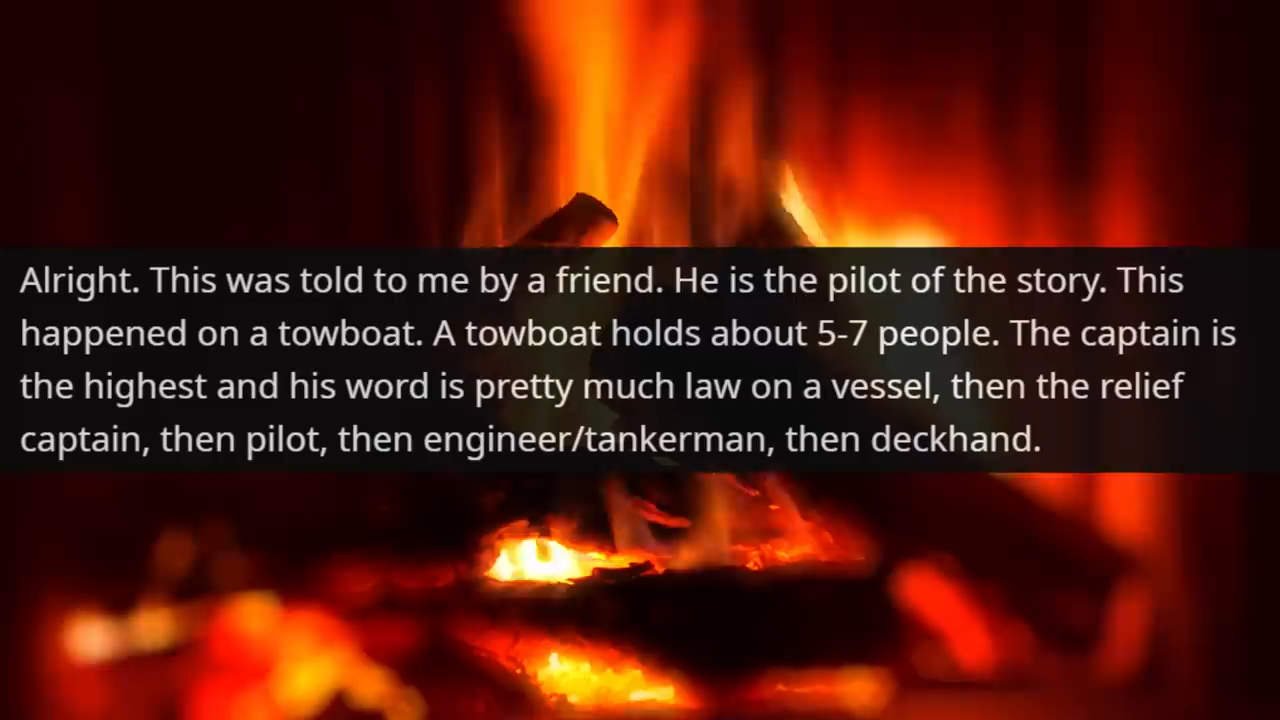 Alright. This was told to me by a friend. He is the pilot of the story. This
happened on a towboat. A towboat holds about 5-7 people. The captain is
the highest and his word is pretty much law on a vessel, then the relief
captain, then pilot, then engineer/tankerman, then deckhand.